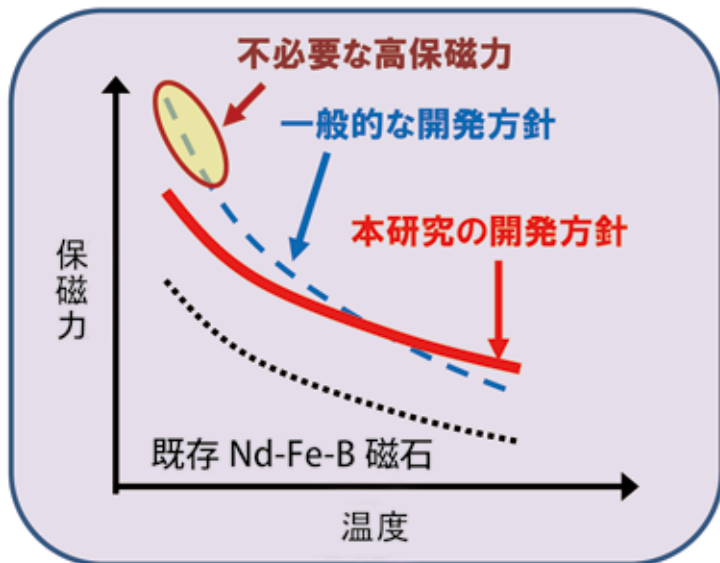 不必要な高保磁力
一般的な開発方針
本研究の開発方針
保磁力
既存 Nd-Fe-B 磁石
温度